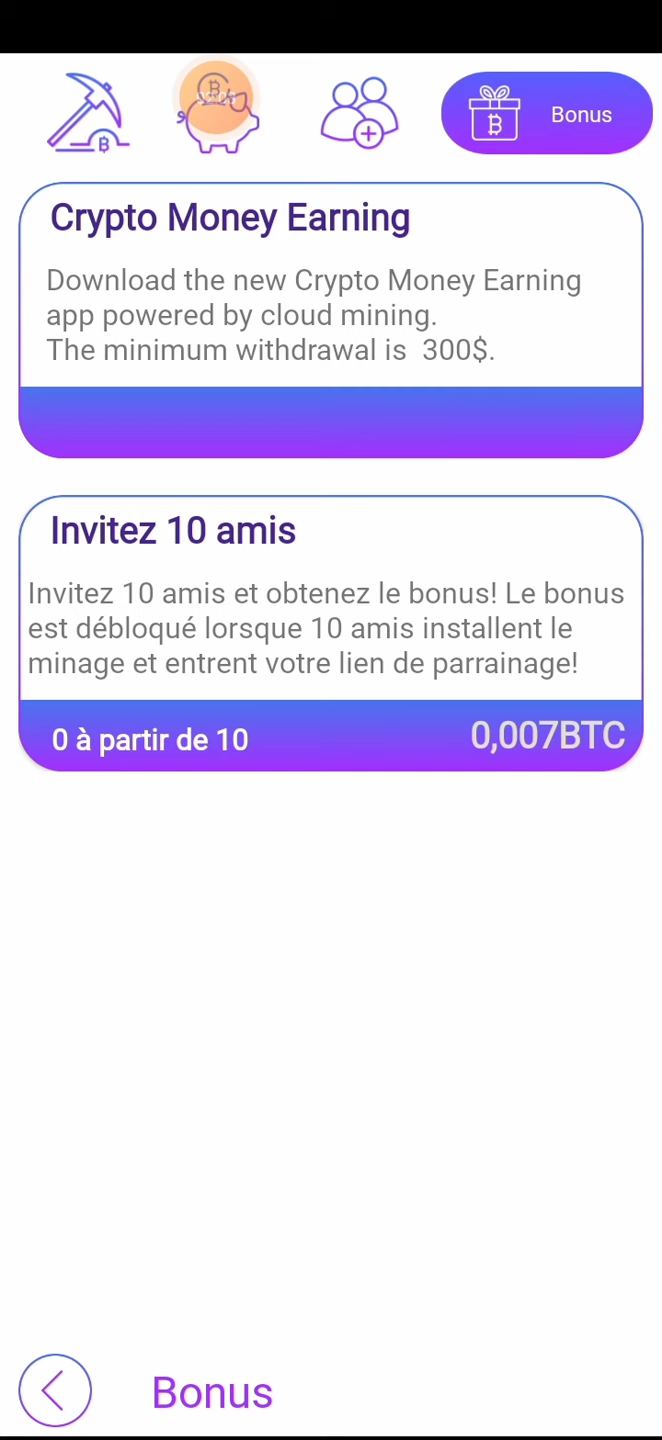 Bonus
Crypto Money Earning
Download the new Crypto Money Earning
app powered by cloud mining.
The minimum withdrawal is 300$.
Invitez 10 amis
Invitez 10 amis et obtenez le bonus! Le bonus
est débloqué lorsque 10 amis installent le
minage et entrent votre lien de parrainage!
0 à partir de 10
0,007BTC
Bonus